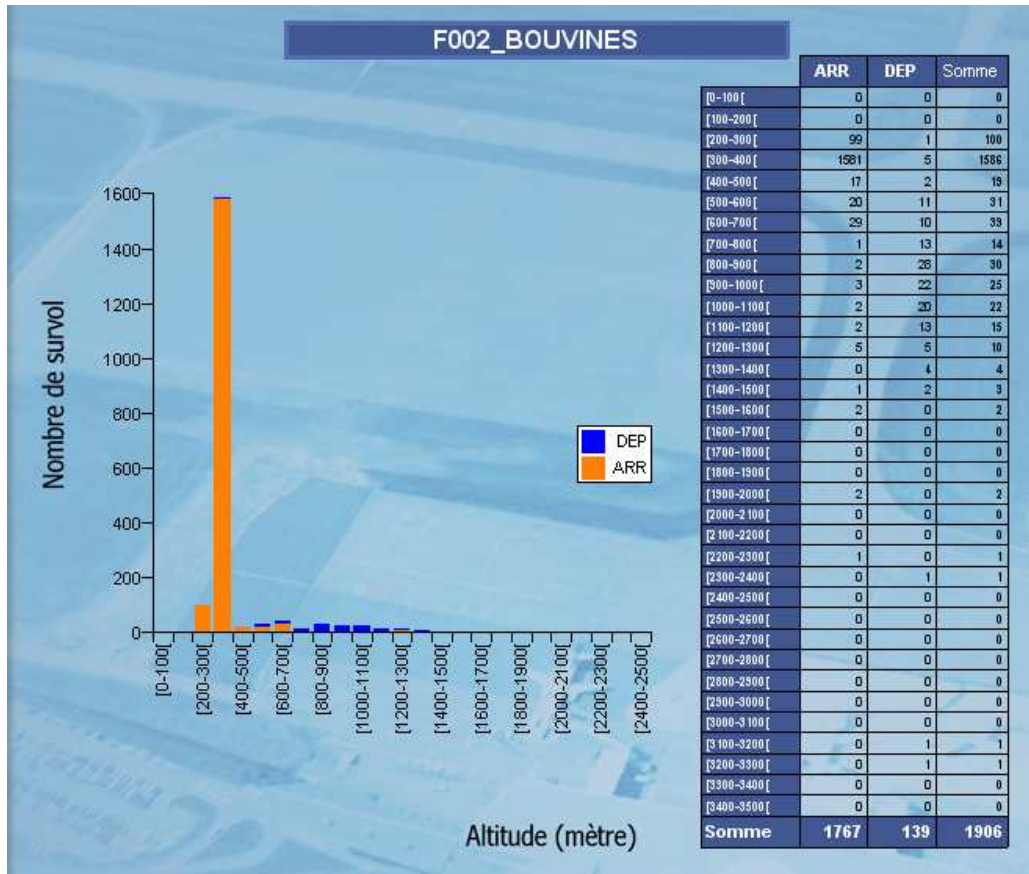 F002_BOUVINES
ARR DEP Somme
[0-100[ 0 0 0
[100-200[ 0 0 0
[200-300[ 99 1 100
[300-400[ 1581 5 1586
[400-500[ 17 2 19
[500-600[ 20 11 31
[600-700[ 29 10 39
[700-800[ 1 13 14
[800-900[ 2 28 30
[900-1000[ 3 22 25
[1000-1100[ 2 20 22
[1100-1200[ 2 13 15
[1200-1300[ 5 5 10
[1300-1400[ 0 4 4
[1400-1500[ 1 2 3
[1500-1600[ 2 0 2
[1600-1700[ 0 0 0
[1700-1800[ 0 0 0
[1800-1900[ 0 0 0
[1900-2000[ 2 0 2
[2000-2100[ 0 0 0
[2100-2200[ 0 0 0
[2200-2300[ 1 0 1
[2300-2400[ 0 1 1
[2400-2500[ 0 0 0
[2500-2600[ 0 0 0
[2600-2700[ 0 0 0
[2700-2800[ 0 0 0
[2800-2900[ 0 0 0
[2900-3000[ 0 0 0
[3000-3100[ 0 0 0
[3100-3200[ 0 1 1
[3200-3300[ 0 1 1
[3300-3400[ 0 0 0
[3400-3500[ 0 0 0
Somme 1767 139 1906
Nombre de survol
1600
1400
1200
1000
800
600
400
200
0
DEP
ARR
[0-100[
[200-300[
[400-500[
[600-700[
[800-900[
[1000-1100[
[1200-1300[
[1400-1500[
[1600-1700[
[1800-1900[
[2000-2100[
[2200-2300[
[2400-2500[
Altitude (mètre)